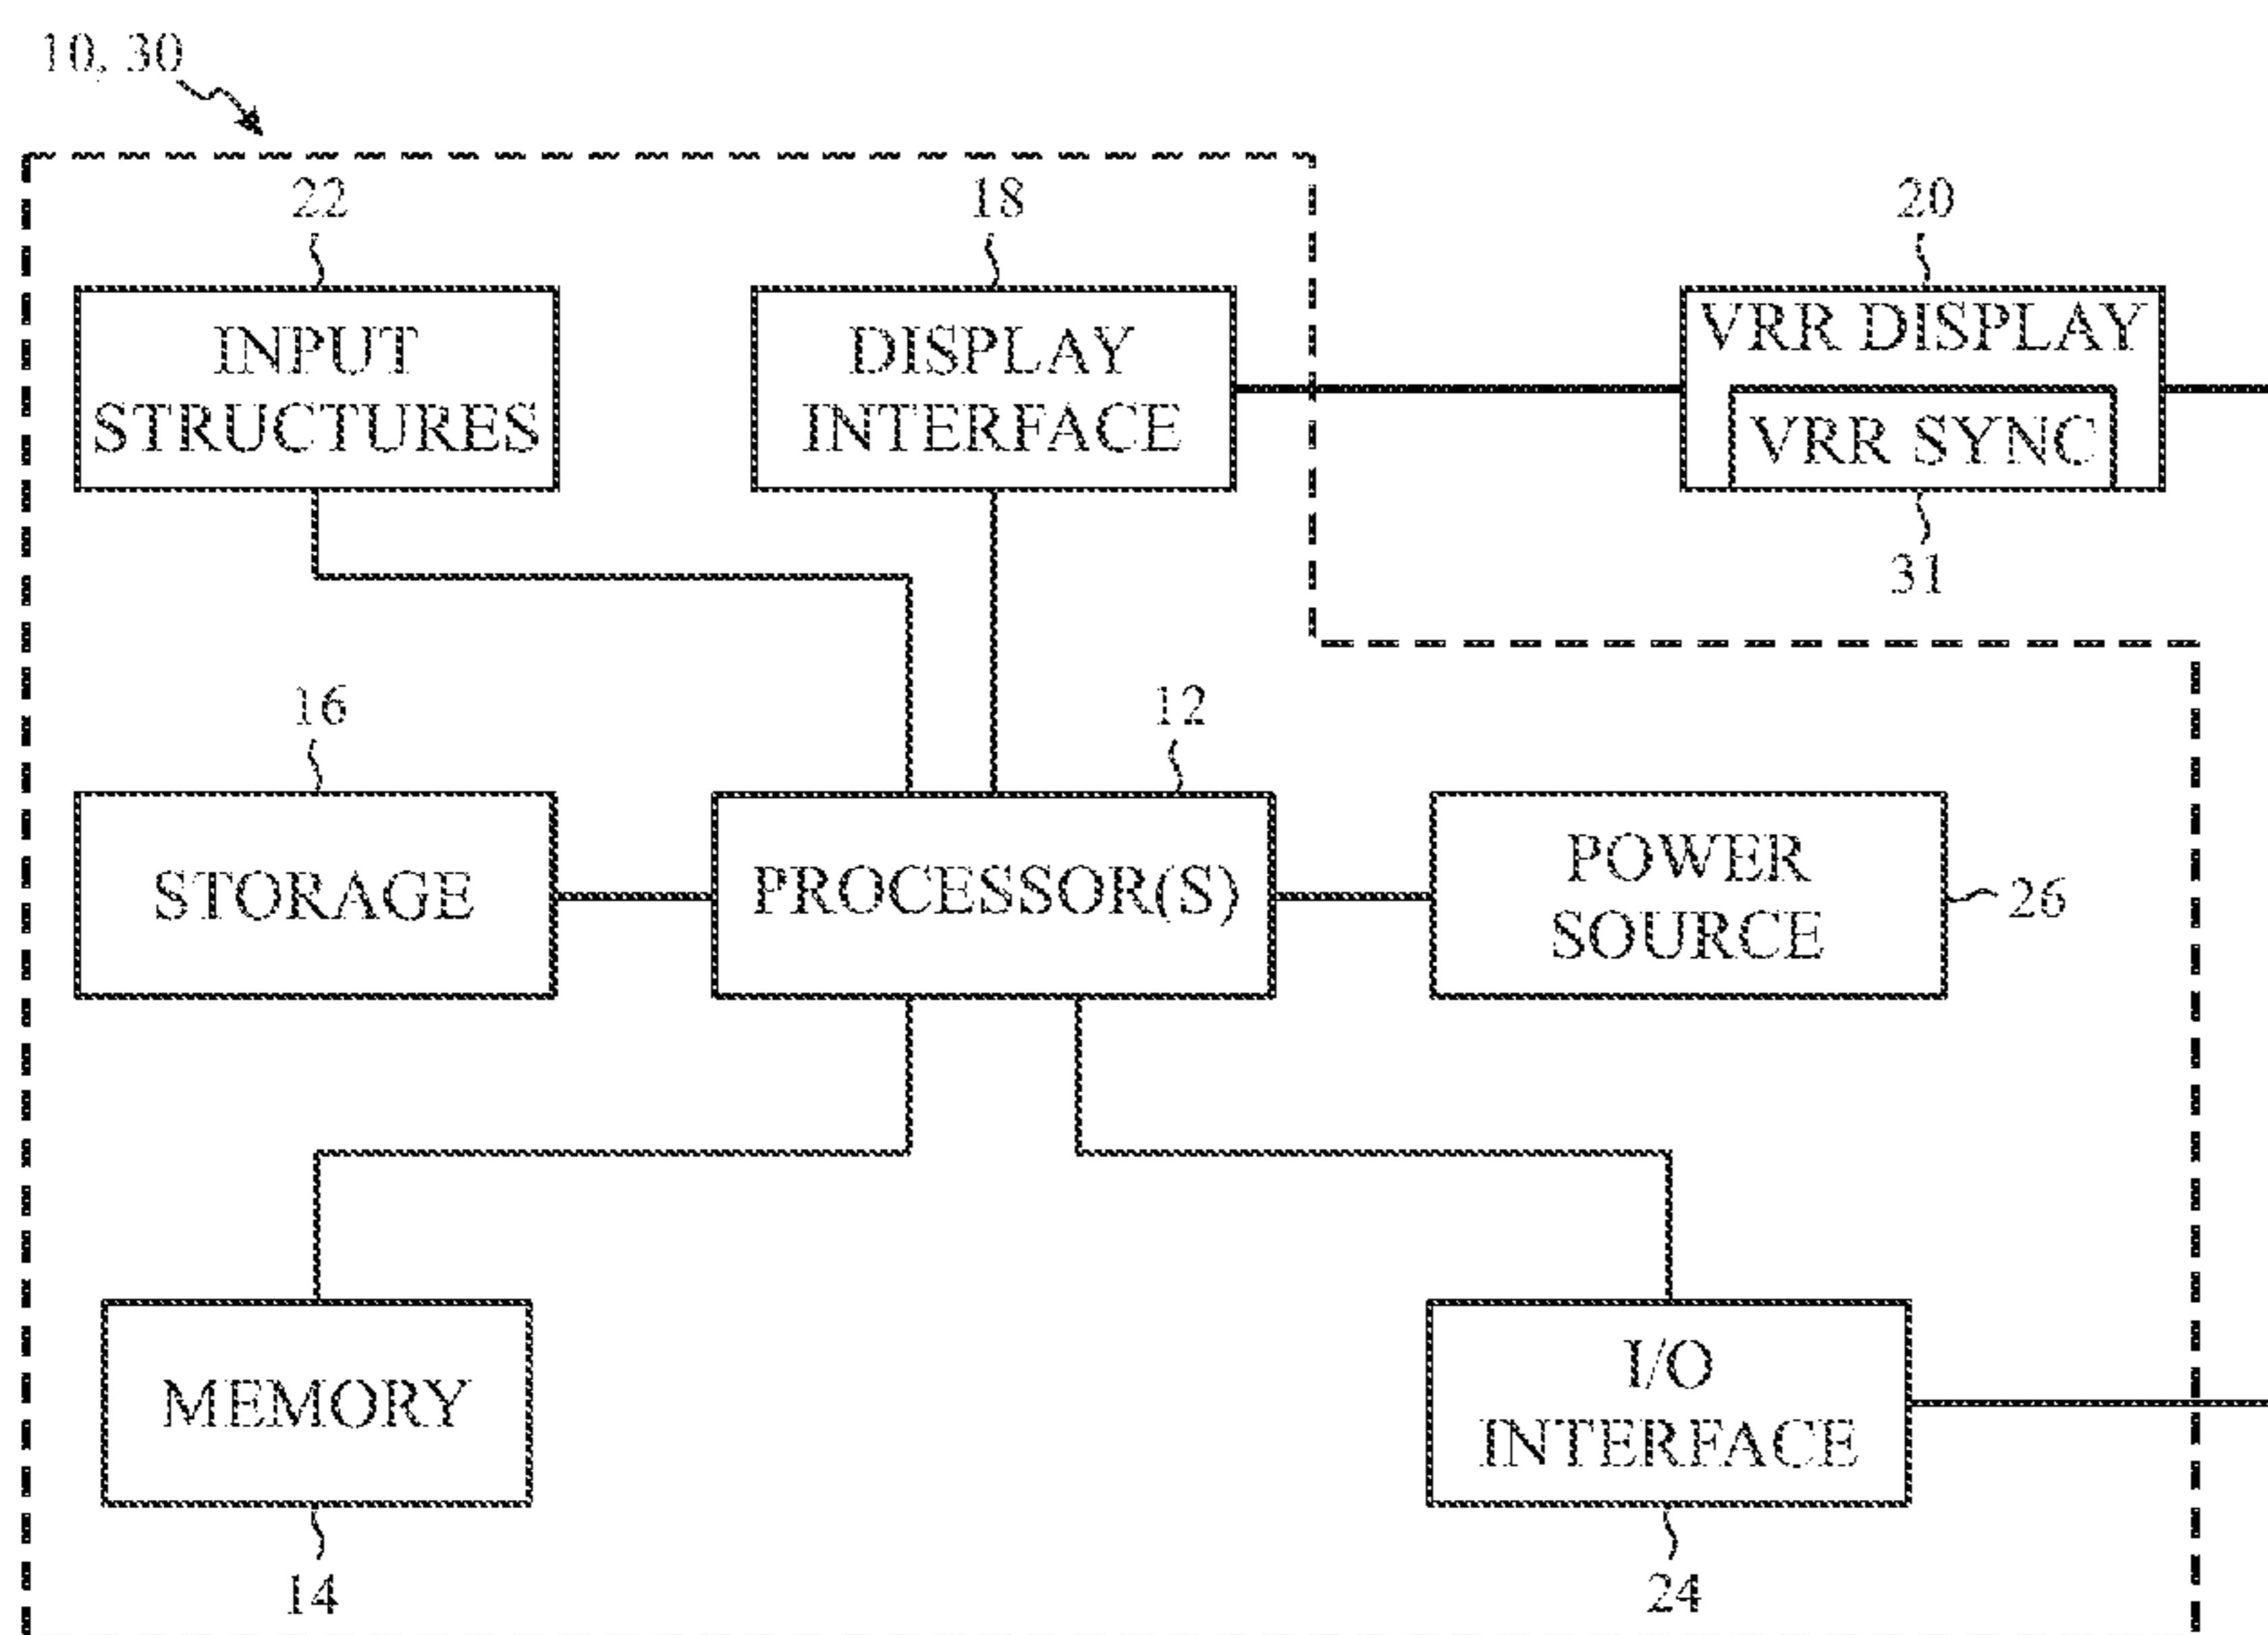 10, 30
22
18
20
INPUT
STRUCTURES
DISPLAY
INTERFACE
VRR DISPLAY
VRR SYNC
31
16
12
STORAGE
PROCESSOR(S)
POWER
SOURCE
26
MEMORY
I/O
INTERFACE
14
24